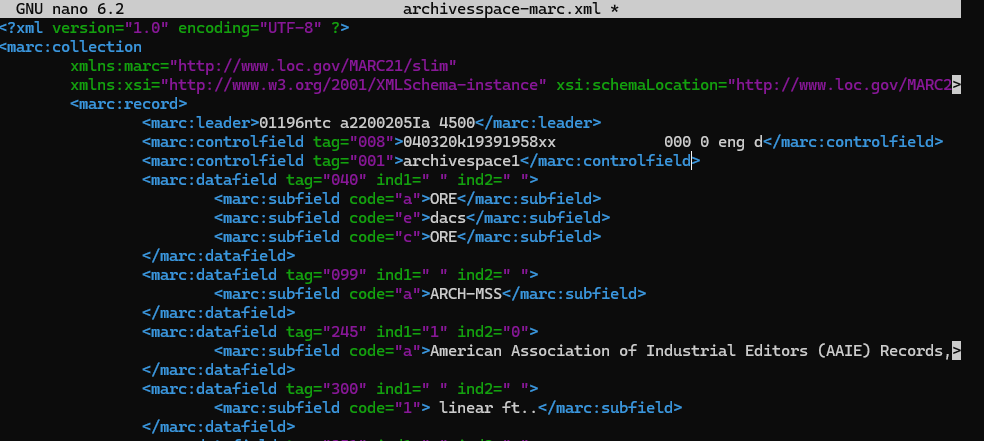 GNU nano 6.2 archivesspace-marc.xml *
<?xml version="1.0" encoding="UTF-8" ?>
<marc:collection
xmlns:marc="http://www.loc.gov/MARC21/slim"
xmlns:xsi="http://www.w3.org/2001/XMLSchema-instance" xsi:schemaLocation="http://www.loc.gov/MARC2>
<marc:record>
<marc:leader>01196ntc a2200205Ia 4500</marc:leader>
<marc:controlfield tag="008">040320k19391958xx 000 0 eng d</marc:controlfield>
<marc:controlfield tag="001">archivespace1</marc:controlfield>
<marc:datafield tag="040" ind1=" " ind2=" ">
<marc:subfield code="a">ORE</marc:subfield>
<marc:subfield code="e">dacs</marc:subfield>
<marc:subfield code="c">ORE</marc:subfield>
</marc:datafield>
<marc:datafield tag="099" ind1=" " ind2=" ">
<marc:subfield code="a">ARCH-MSS</marc:subfield>
</marc:datafield>
<marc:datafield tag="245" ind1="1" ind2="0">
<marc:subfield code="a">American Association of Industrial Editors (AAIE) Records,>
</marc:datafield>
<marc:datafield tag="300" ind1=" " ind2=" ">
<marc:subfield code="1"> linear ft..</marc:subfield>
</marc:datafield>